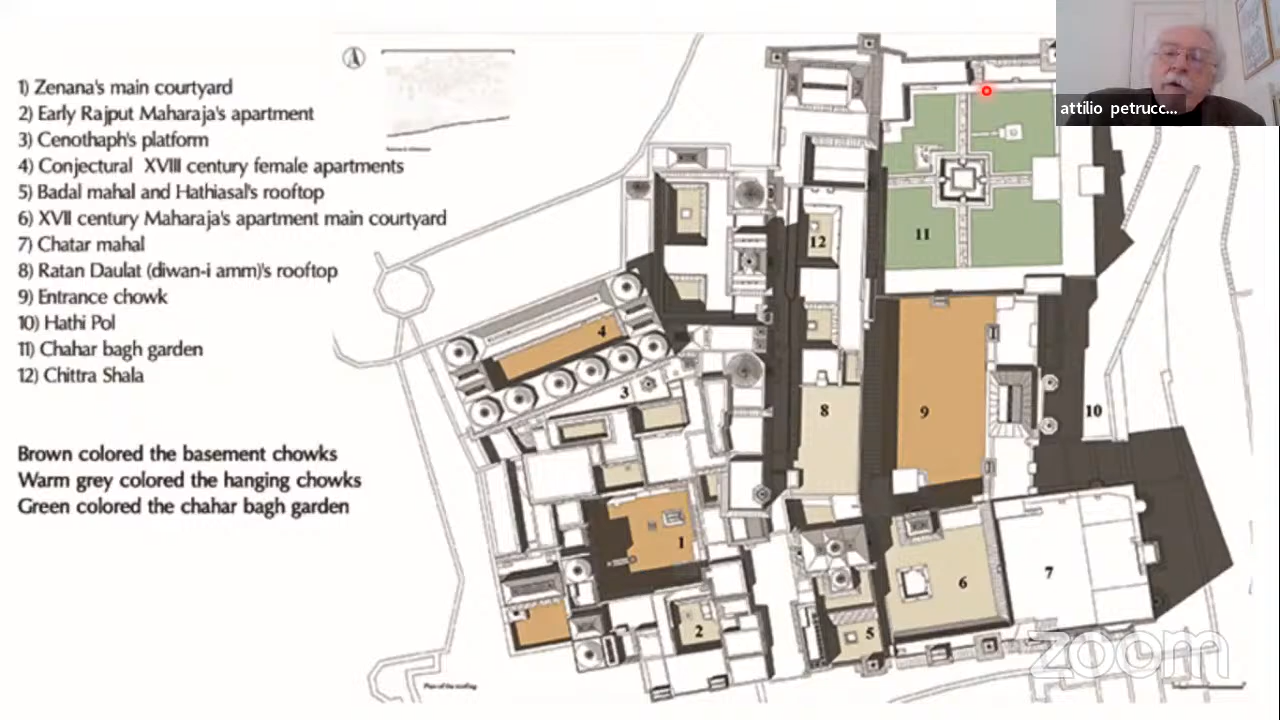 1) Zenana's main courtyard
2) Early Rajput Maharaja's apartment
3) Cenothaph's platform
4) Conjectural XVIII century female apartments
5) Badal mahal and Hathiasal's rooftop
6) XVII century Maharaja's apartment main courtyard
7) Chatar mahal
8) Ratan Daulat (diwan-i amm)'s rooftop
9) Entrance chowk
10) Hathi Pol
11) Chahar bagh garden
12) Chittra Shala
Brown colored the basement chowks
Warm grey colored the hanging chowks
Green colored the chahar bagh garden
attilio petrucc...
11
12
4
3
8
9
10
1
6
7
2
5
Plan of the roofing
zoom